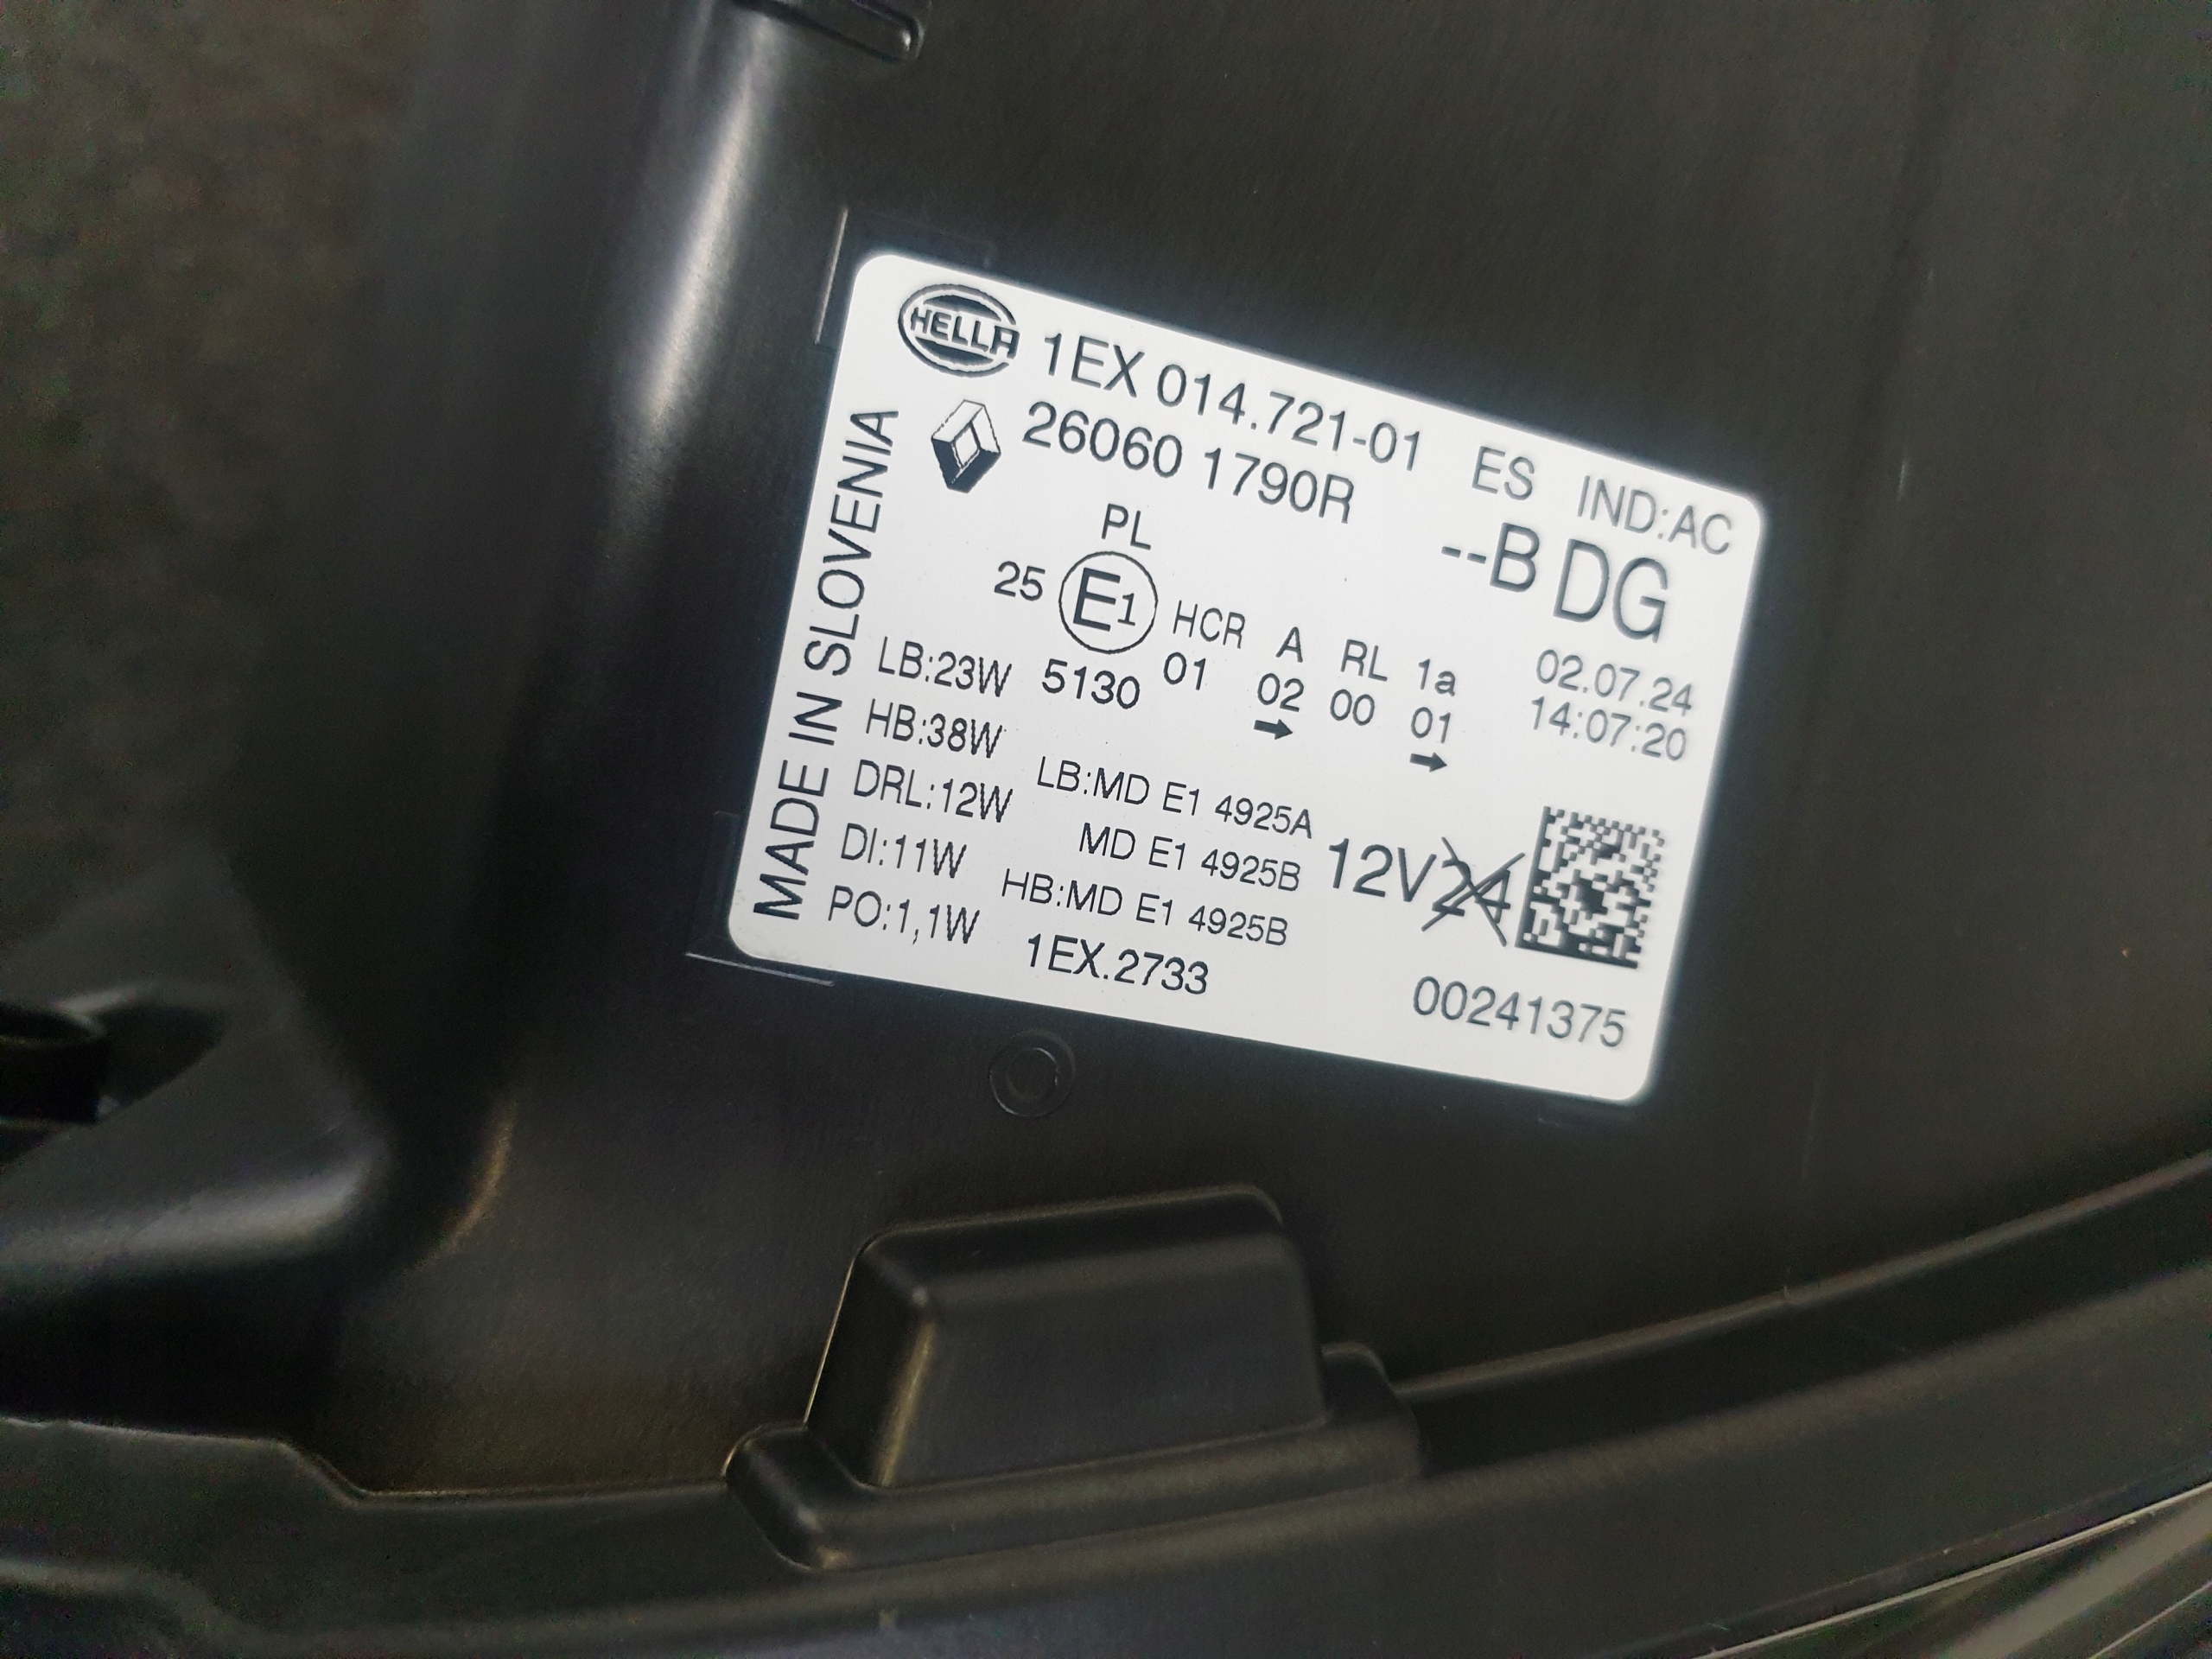 HELLA 1EX 014.721-01 ES IND:AC
26060 1790R --B DG
MADE IN SLOVENIA
PL
25 E1 HCR A RL 1a 02.07.24
5130 01 02 00 01 14:07:20
→ →
LB:23W
HB:38W LB:MD E1 4925A
DRL:12W MD E1 4925B 12V24
DI:11W HB:MD E1 4925B
PO:1,1W 1EX.2733 00241375